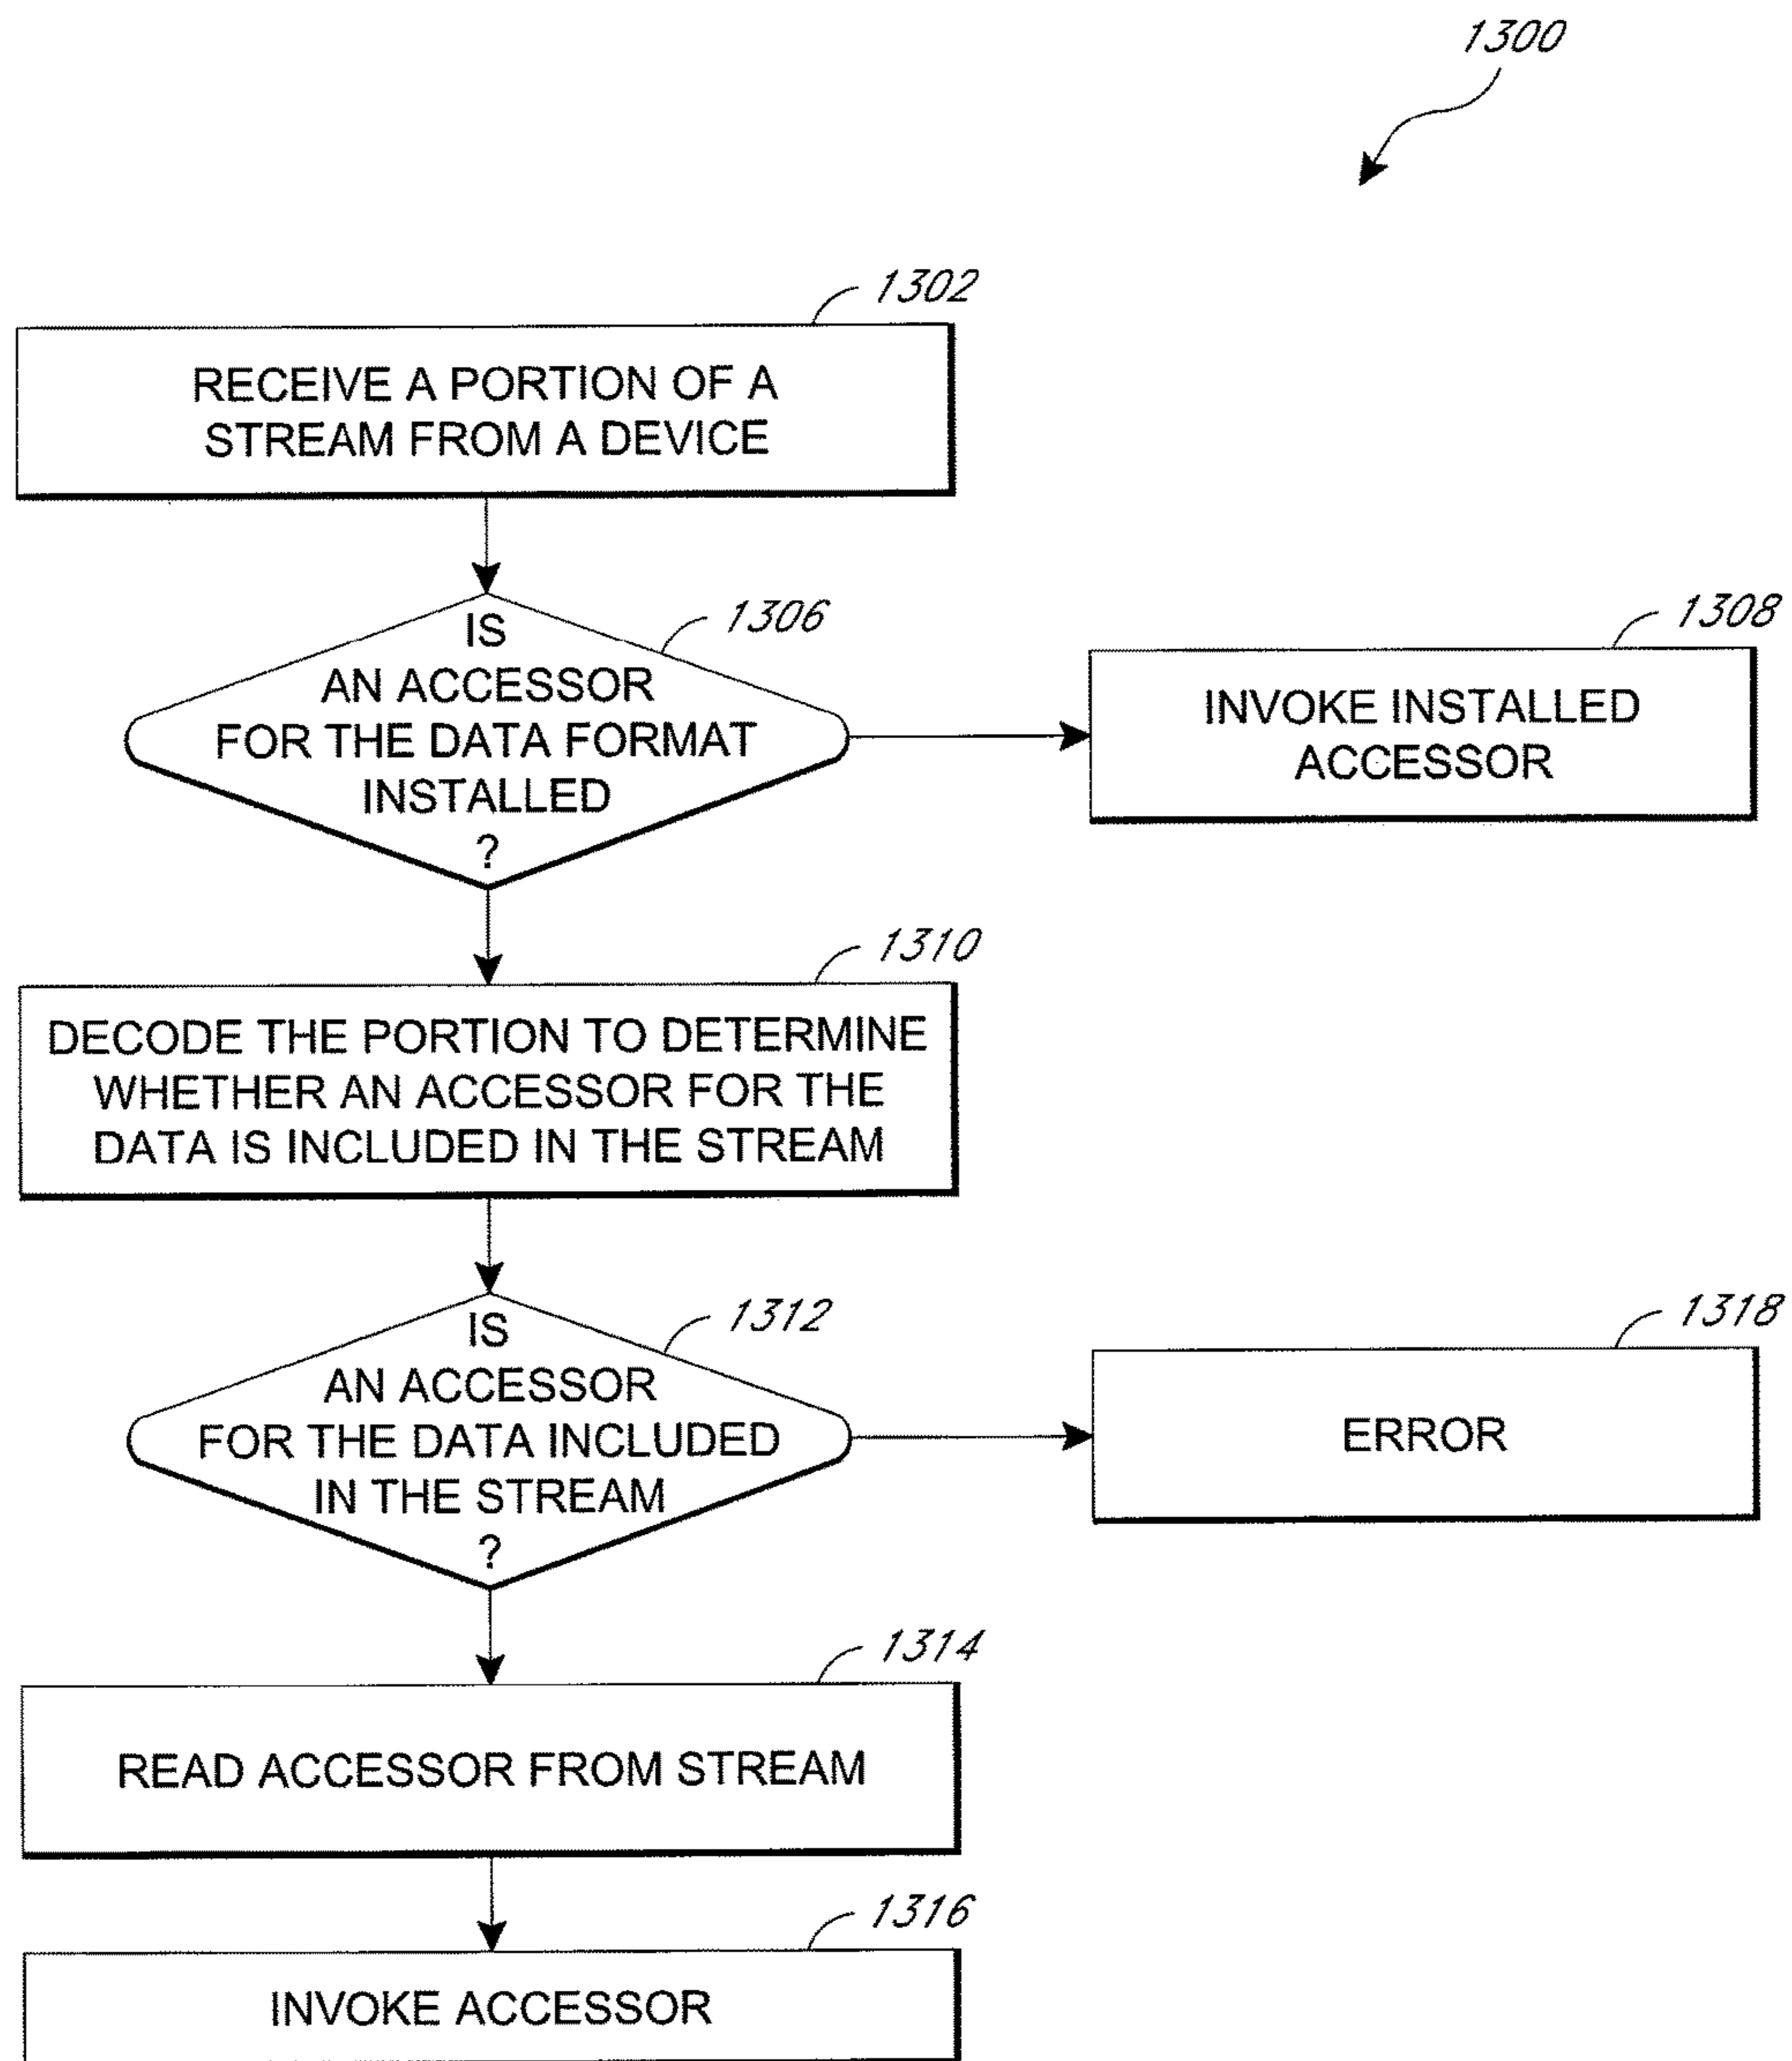 1300
1302
RECEIVE A PORTION OF A
STREAM FROM A DEVICE
1306
IS
AN ACCESSOR
FOR THE DATA FORMAT
INSTALLED
?
1308
INVOKE INSTALLED
ACCESSOR
1310
DECODE THE PORTION TO DETERMINE
WHETHER AN ACCESSOR FOR THE
DATA IS INCLUDED IN THE STREAM
1312
IS
AN ACCESSOR
FOR THE DATA INCLUDED
IN THE STREAM
?
1318
ERROR
1314
READ ACCESSOR FROM STREAM
1316
INVOKE ACCESSOR